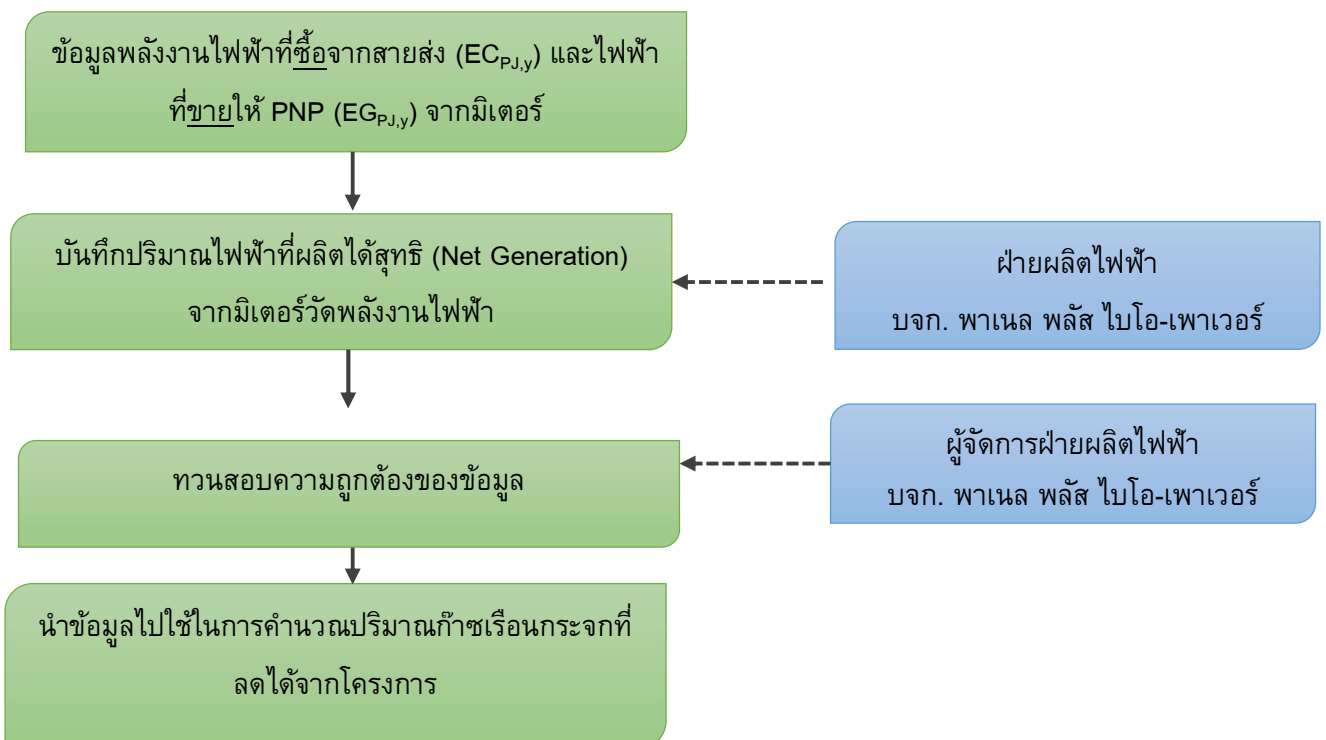 ข้อมูลพลังงานไฟฟ้าที่ซื้อจากสายส่ง (EC_PJ,y) และไฟฟ้า
ที่ขายให้ PNP (EG_PJ,y) จากมิเตอร์
บันทึกปริมาณไฟฟ้าที่ผลิตได้สุทธิ (Net Generation)
จากมิเตอร์วัดพลังงานไฟฟ้า
ฝ่ายผลิตไฟฟ้า
บจก. พาเนล พลัส ไบโอ-เพาเวอร์
ทวนสอบความถูกต้องของข้อมูล
ผู้จัดการฝ่ายผลิตไฟฟ้า
บจก. พาเนล พลัส ไบโอ-เพาเวอร์
นำข้อมูลไปใช้ในการคำนวณปริมาณก๊าซเรือนกระจกที่
ลดได้จากโครงการ